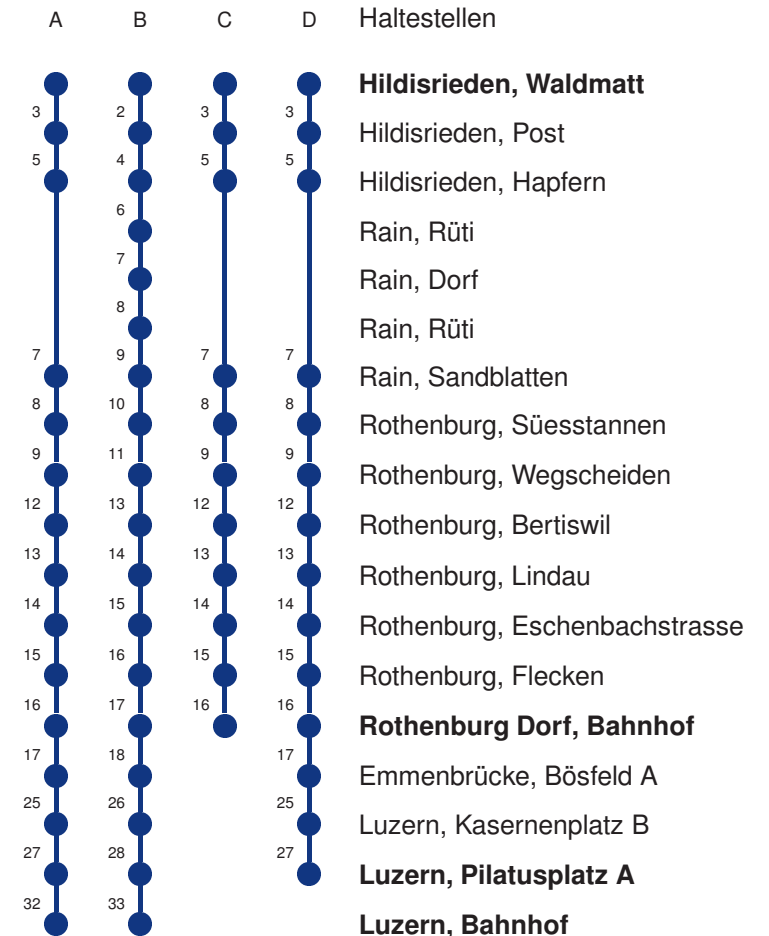 A B C D Haltestellen
Hildisrieden, Waldmatt
3 2 3 3 Hildisrieden, Post
5 4 5 5 Hildisrieden, Hapfern
6 Rain, Rüti
7 Rain, Dorf
8 Rain, Rüti
7 9 7 7 Rain, Sandblatten
8 10 8 8 Rothenburg, Süesstannen
9 11 9 9 Rothenburg, Wegscheiden
12 13 12 12 Rothenburg, Bertiswil
13 14 13 13 Rothenburg, Lindau
14 15 14 14 Rothenburg, Eschenbachstrasse
15 16 15 15 Rothenburg, Flecken
16 17 16 16 Rothenburg Dorf, Bahnhof
17 18 17 Emmenbrücke, Bösfeld A
25 26 25 Luzern, Kasernenplatz B
27 28 27 Luzern, Pilatusplatz A
32 33 Luzern, Bahnhof